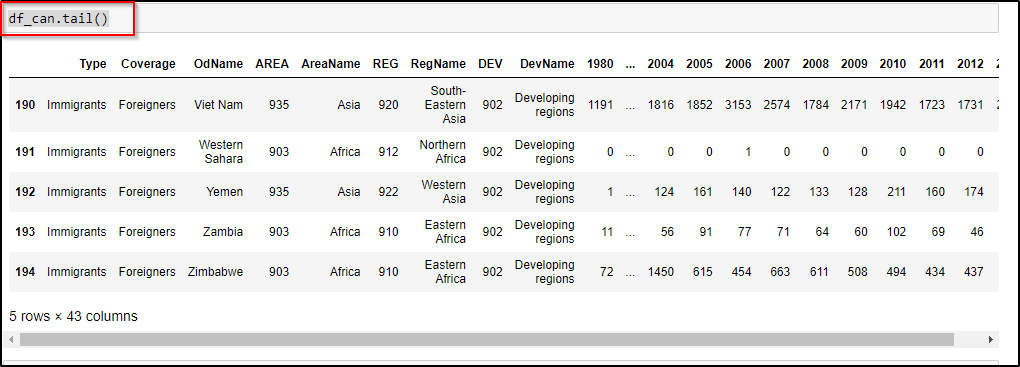 df_can.tail()
Type Coverage OdName AREA AreaName REG RegName DEV DevName 1980 ... 2004 2005 2006 2007 2008 2009 2010 2011 2012 2
190 Immigrants Foreigners Viet Nam 935 Asia 920 South-Eastern Asia 902 Developing regions 1191 ... 1816 1852 3153 2574 1784 2171 1942 1723 1731
191 Immigrants Foreigners Western Sahara 903 Africa 912 Northern Africa 902 Developing regions 0 ... 0 0 1 0 0 0 0 0 0
192 Immigrants Foreigners Yemen 935 Asia 922 Western Asia 902 Developing regions 1 ... 124 161 140 122 133 128 211 160 174
193 Immigrants Foreigners Zambia 903 Africa 910 Eastern Africa 902 Developing regions 11 ... 56 91 77 71 64 60 102 69 46
194 Immigrants Foreigners Zimbabwe 903 Africa 910 Eastern Africa 902 Developing regions 72 ... 1450 615 454 663 611 508 494 434 437
5 rows × 43 columns